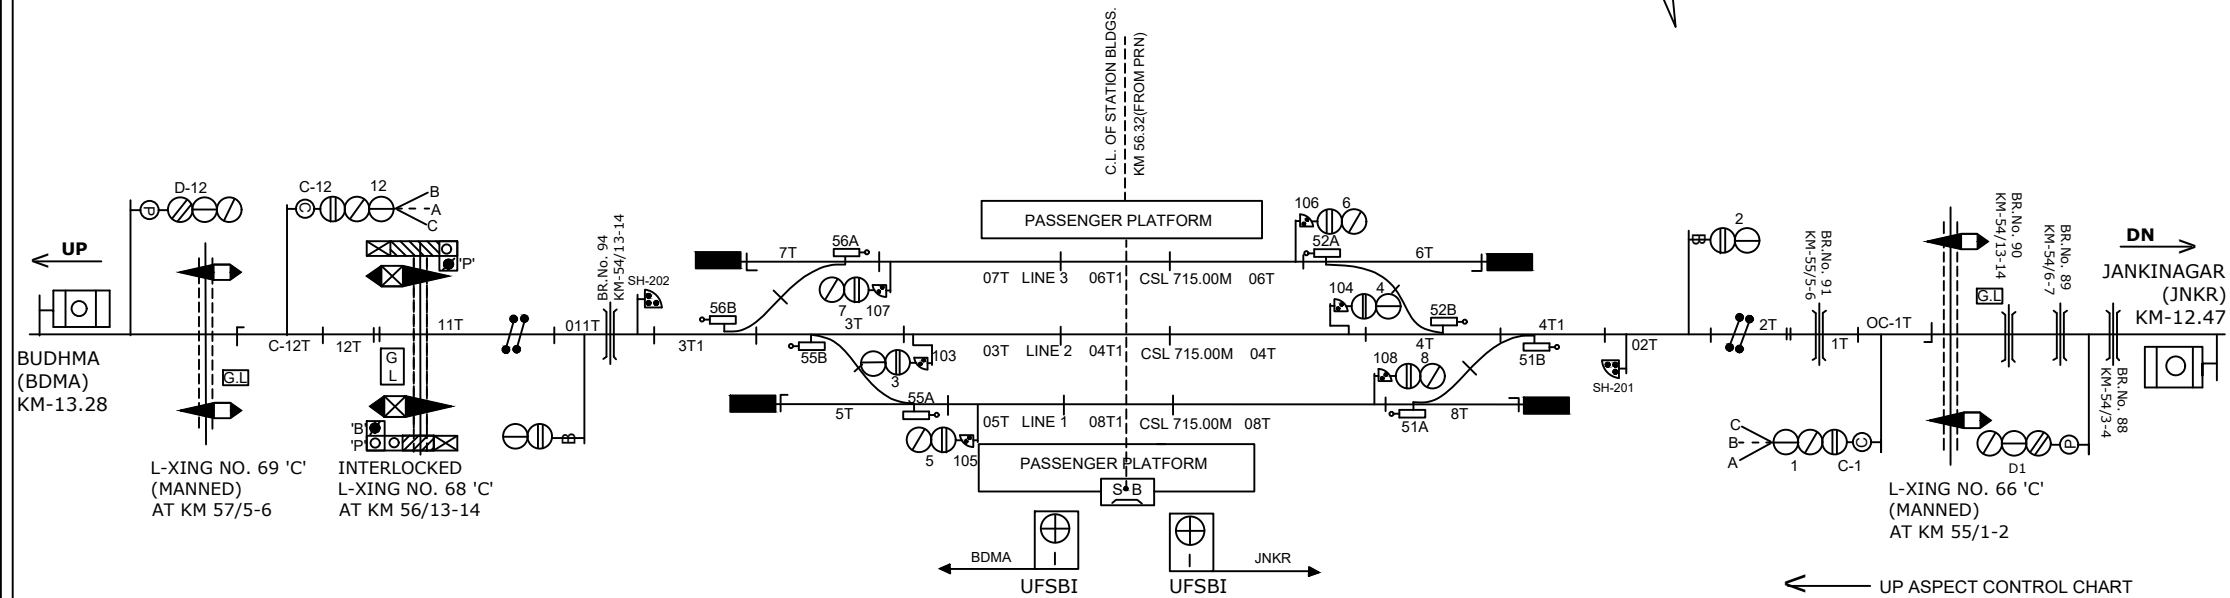 C.L. OF STATION BLDGS.
KM 56.32(FROM PRN)
D-12
P
C-12
12
C
B
A
C
UP
BUDHMA
(BDMA)
KM-13.28
G.L
C-12T
12T
11T
'P'
G
L
'B'
'P'
L-XING NO. 69 'C'
(MANNED)
AT KM 57/5-6
INTERLOCKED
L-XING NO. 68 'C'
AT KM 56/13-14
011T
B
BR.No. 94
KM-54/13-14
SH-202
3T1
7T
56A
56B
7
107
3T
55B
3
103
55A
5T
5
105
PASSENGER PLATFORM
07T LINE 3 06T1 CSL 715.00M 06T
03T LINE 2 04T1 CSL 715.00M 04T
05T LINE 1 08T1 CSL 715.00M 08T
PASSENGER PLATFORM
S B
BDMA
UFSBI
JNKR
UFSBI
106
6
52A
6T
104
4
52B
4T
4T1
108
8
51B
51A
8T
02T
SH-201
B
2
2T
BR.No. 91
KM-55/5-6
1T
OC-1T
C
B
A
1
C-1
C
BR.No. 90
KM-54/13-14
G.L
BR.No. 89
KM-54/6-7
BR.No. 88
KM-54/3-4
D1
P
DN
JANKINAGAR
(JNKR)
KM-12.47
L-XING NO. 66 'C'
(MANNED)
AT KM 55/1-2
UP ASPECT CONTROL CHART